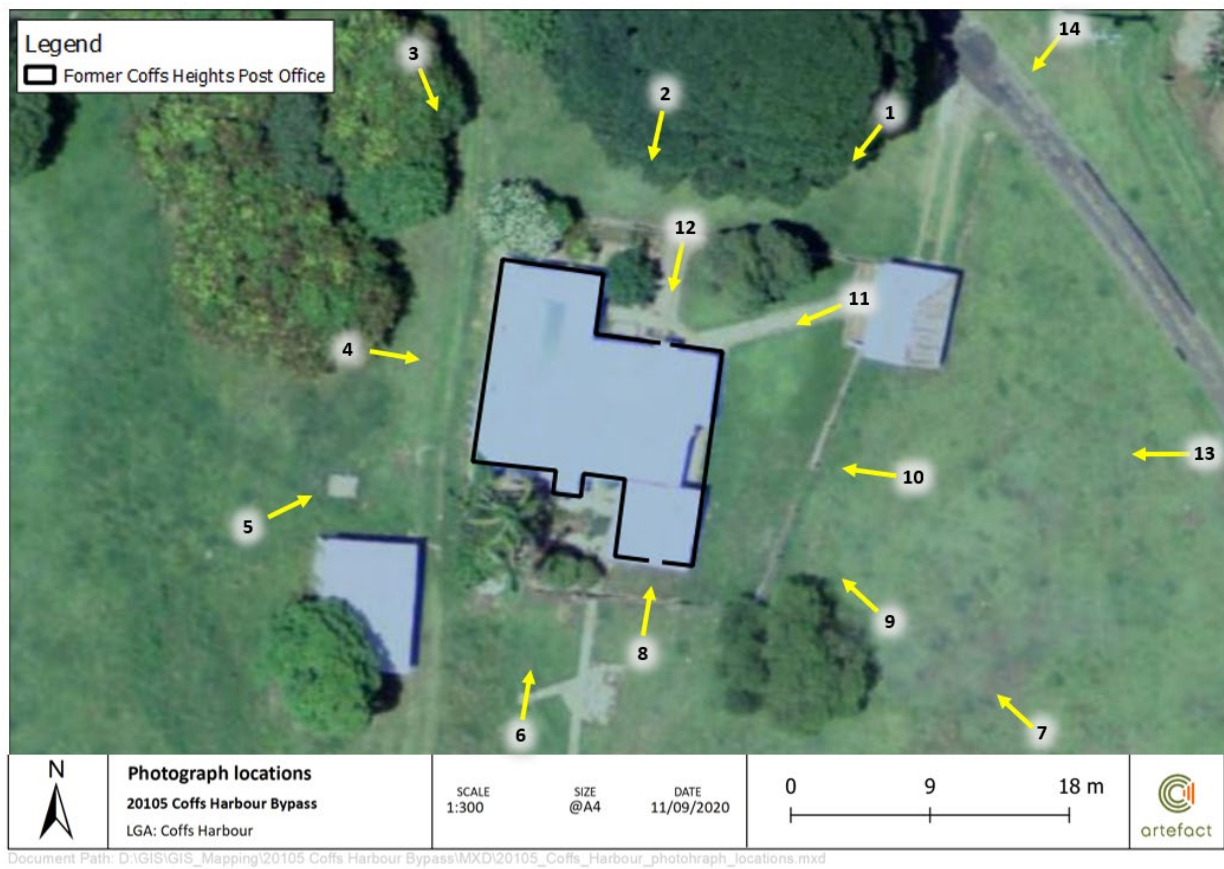 Legend
Former Coffs Heights Post Office
3
14
2
1
12
11
4
13
10
5
9
8
6
7
N
Photograph locations
20105 Coffs Harbour Bypass
LGA: Coffs Harbour
SCALE
1:300
SIZE
@A4
DATE
11/09/2020
0 9 18 m
artefact
Document Path: D:\GIS\GIS_Mapping\20105 Coffs Harbour Bypass\MXD\20105_Coffs_Harbour_photohraph_locations.mxd